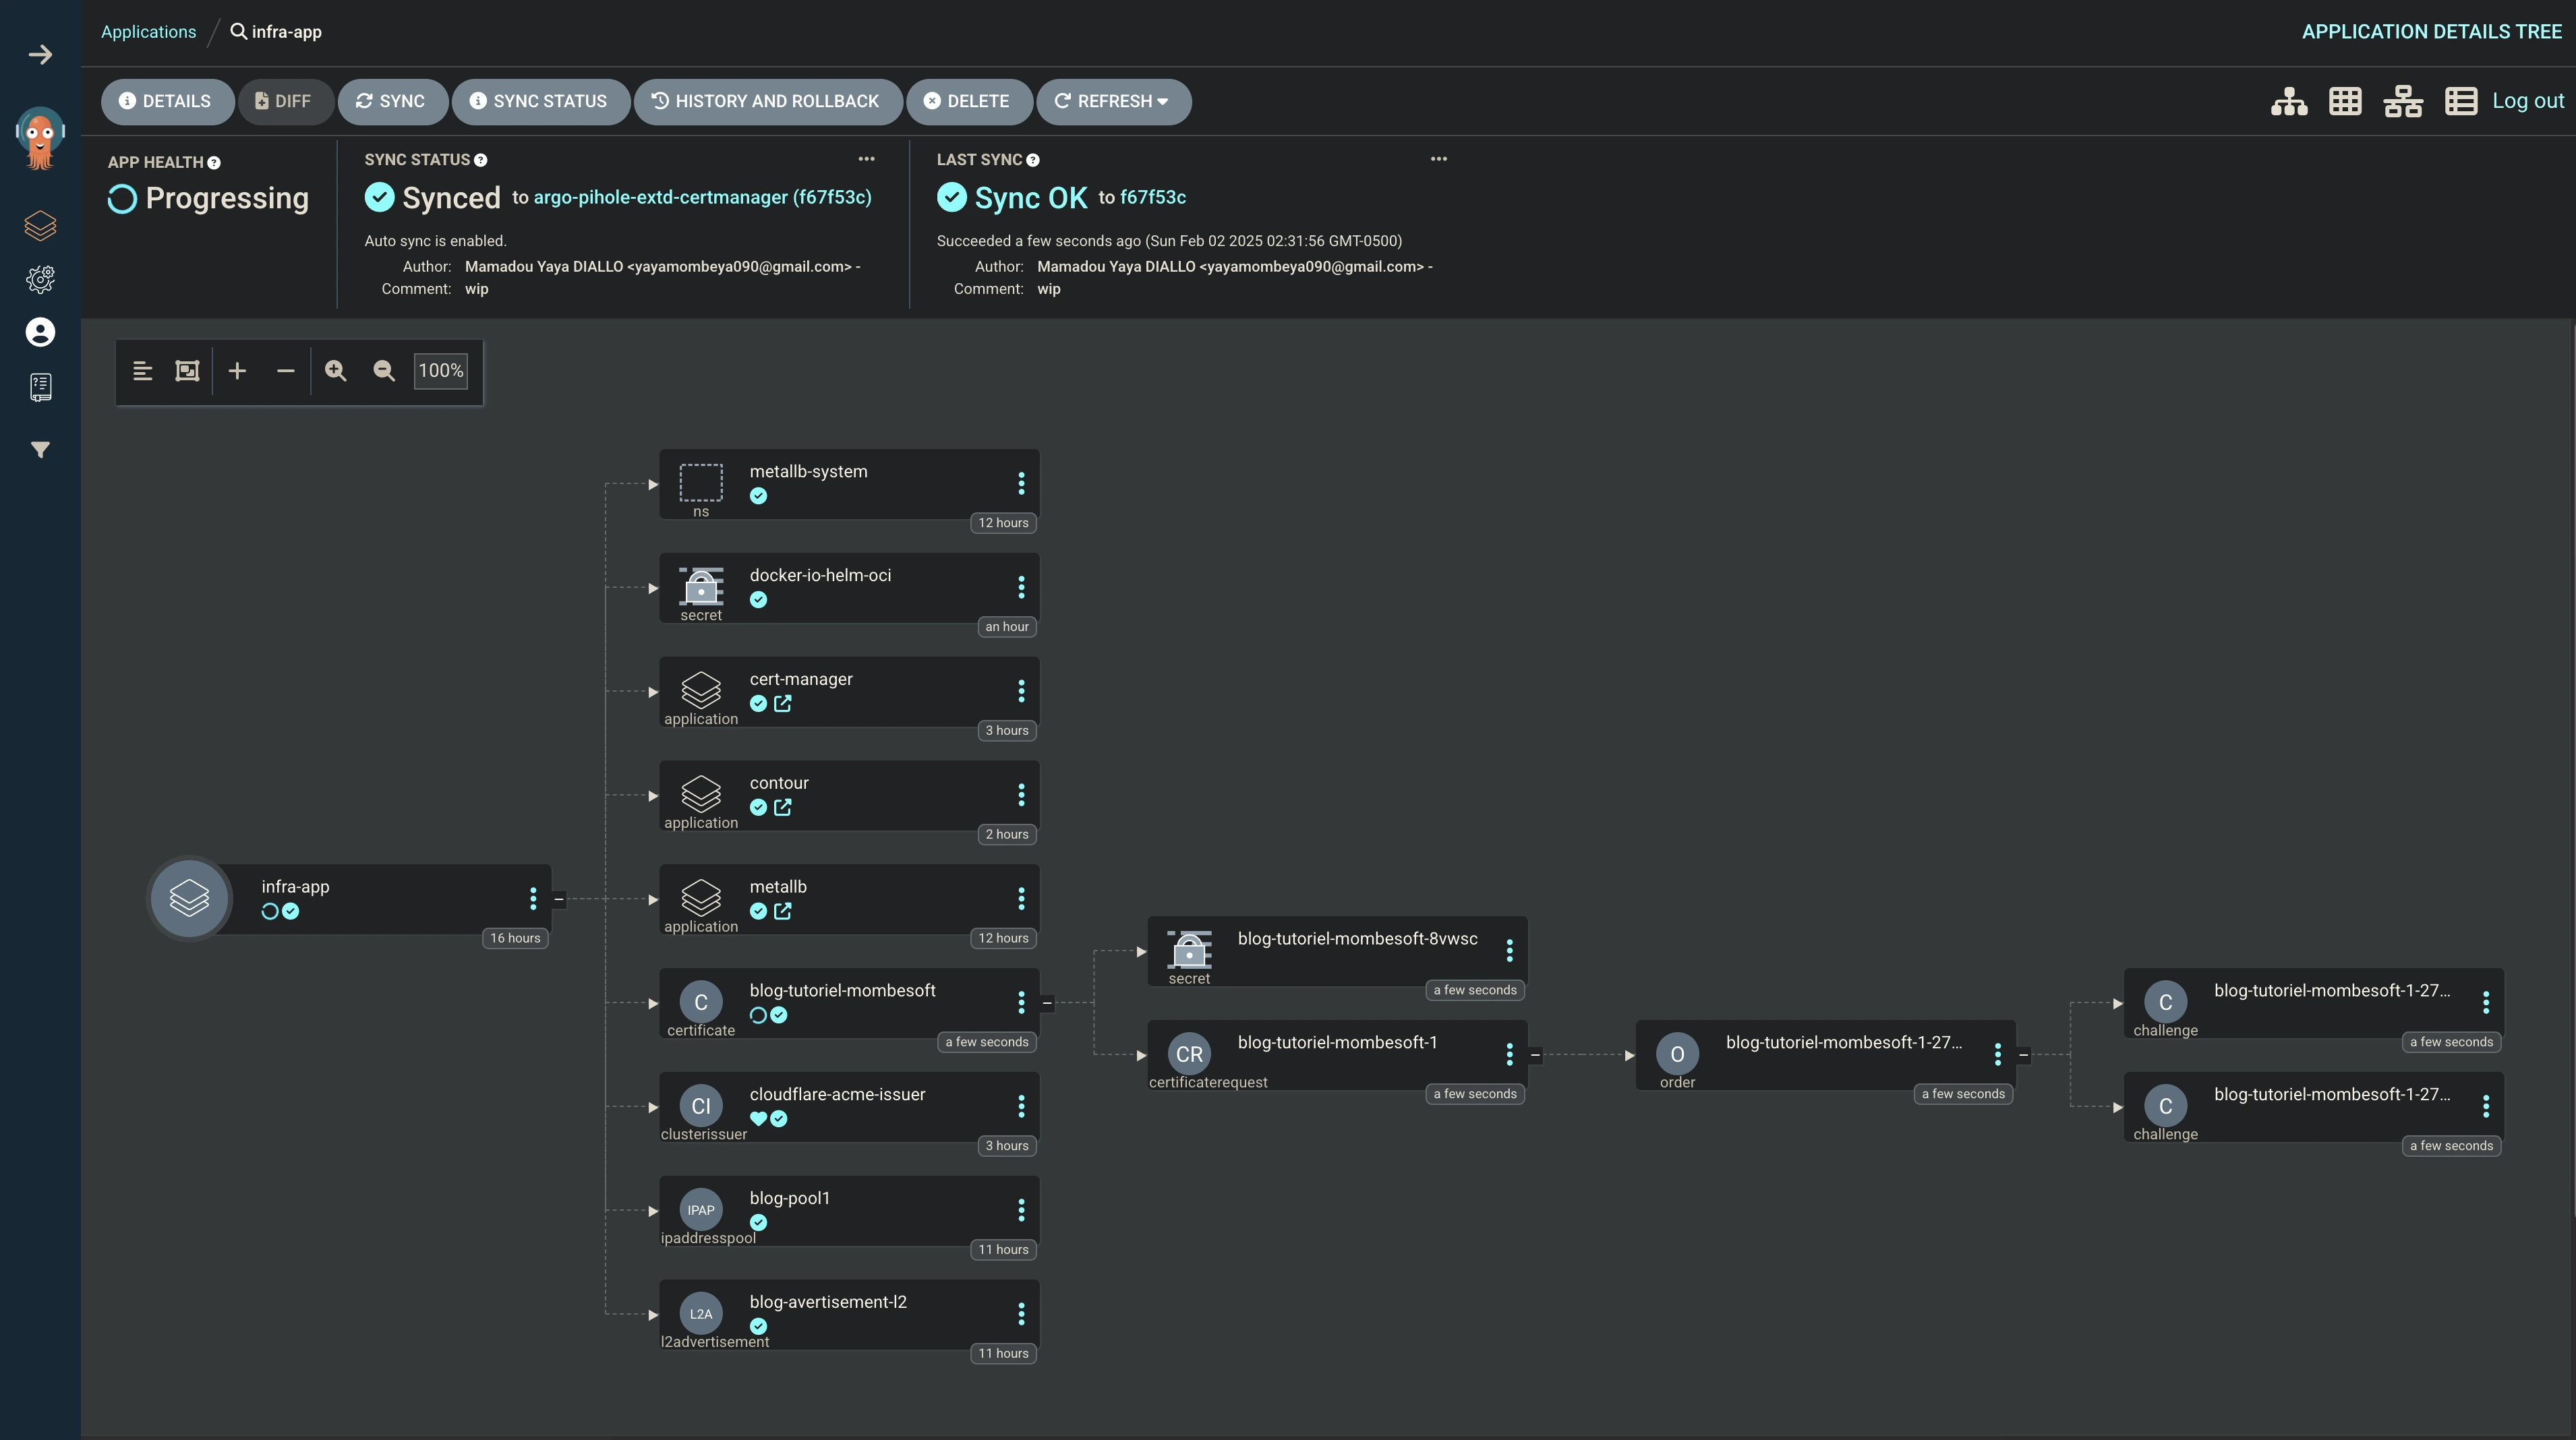 Applications / infra-app
APPLICATION DETAILS TREE
DETAILS
DIFF
SYNC
SYNC STATUS
HISTORY AND ROLLBACK
DELETE
REFRESH
Log out
APP HEALTH
Progressing
SYNC STATUS
Synced to argo-pihole-extd-certmanager (f67f53c)
Auto sync is enabled.
Author: Mamadou Yaya DIALLO <yayamombeya090@gmail.com> -
Comment: wip
LAST SYNC
Sync OK to f67f53c
Succeeded a few seconds ago (Sun Feb 02 2025 02:31:56 GMT-0500)
Author: Mamadou Yaya DIALLO <yayamombeya090@gmail.com> -
Comment: wip
100%
infra-app
16 hours
metallb-system
ns
12 hours
docker-io-helm-oci
secret
an hour
cert-manager
application
3 hours
contour
application
2 hours
metallb
application
12 hours
C
blog-tutoriel-mombesoft
certificate
a few seconds
CI
cloudflare-acme-issuer
clusterissuer
3 hours
IPAP
blog-pool1
ipaddresspool
11 hours
L2A
blog-avertisement-l2
l2advertisement
11 hours
blog-tutoriel-mombesoft-8vwsc
secret
a few seconds
CR
blog-tutoriel-mombesoft-1
certificaterequest
a few seconds
O
blog-tutoriel-mombesoft-1-27...
order
a few seconds
C
blog-tutoriel-mombesoft-1-27...
challenge
a few seconds
C
blog-tutoriel-mombesoft-1-27...
challenge
a few seconds